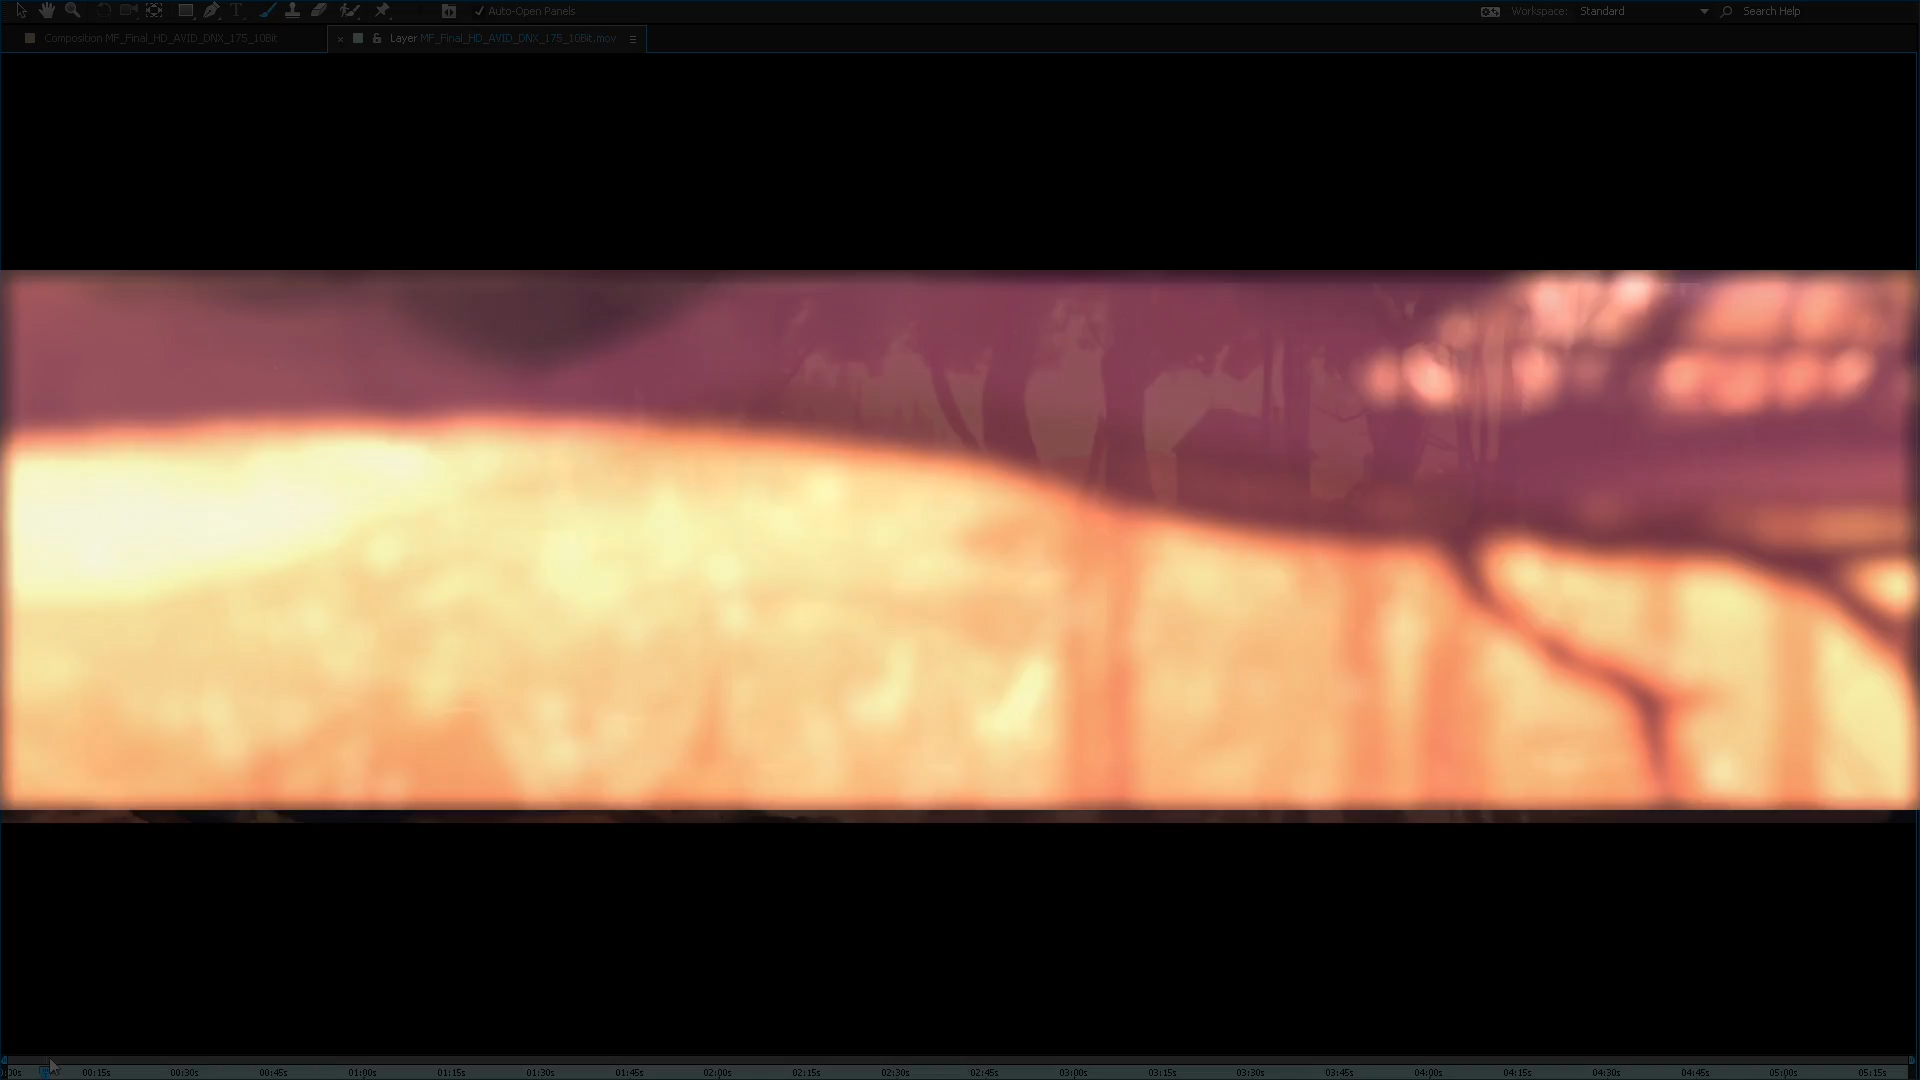 Auto-Open Panels
Workspace: Standard
Search Help
Composition MF_Final_HD_AVID_DNX_175_10Bit
Layer MF_Final_HD_AVID_DNX_175_10Bit.mov
00:15s 00:30s 00:45s 01:00s 01:15s 01:30s 01:45s 02:00s 02:15s 02:30s 02:45s 03:00s 03:15s 03:30s 03:45s 04:00s 04:15s 04:30s 04:45s 05:00s 05:15s